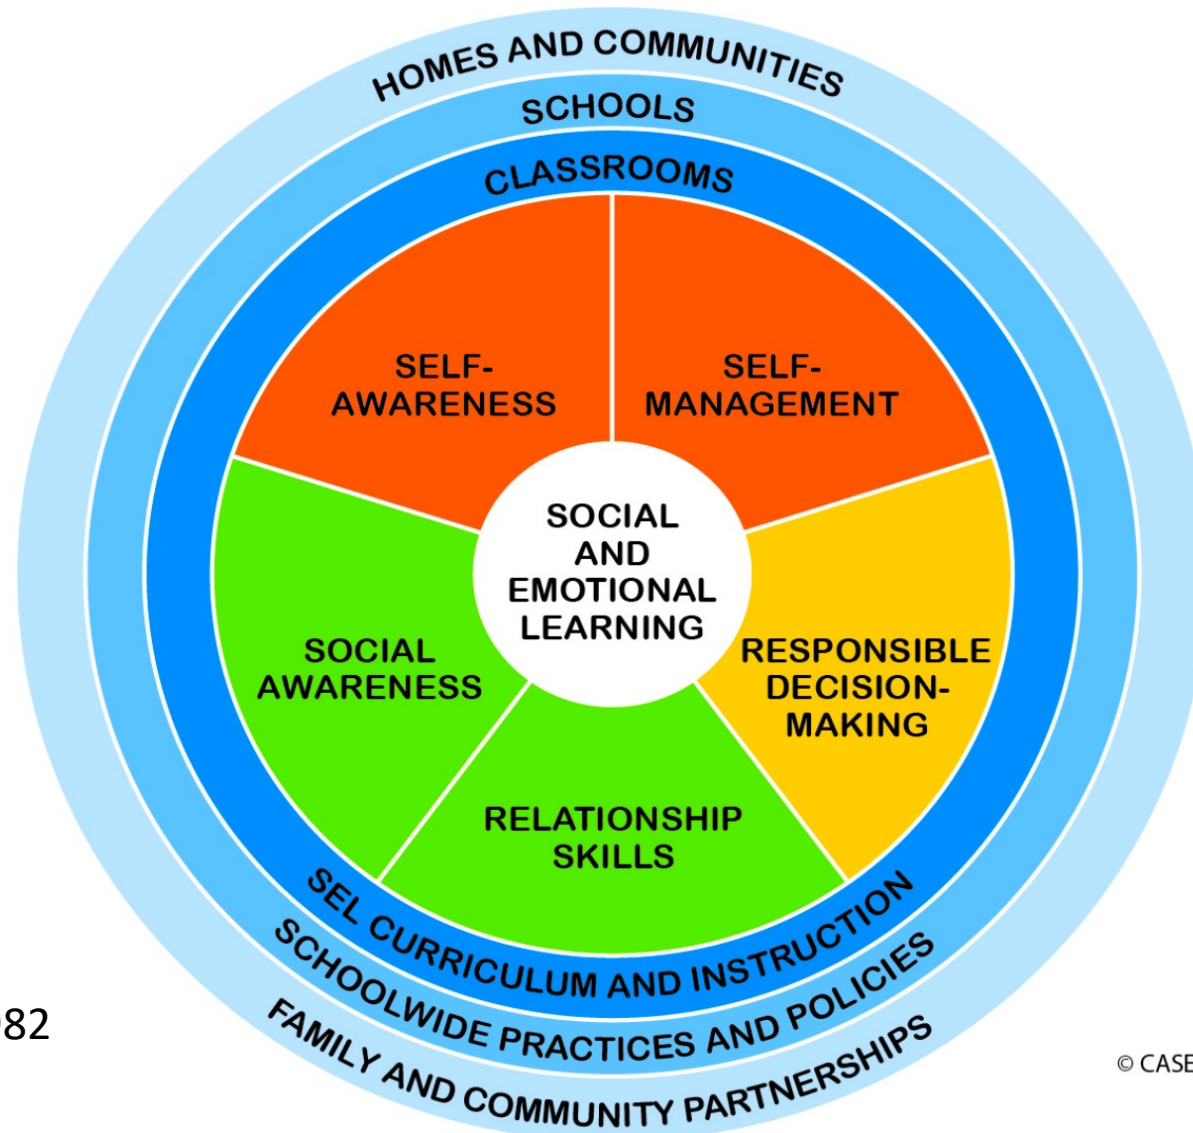 HOMES AND COMMUNITIES
SCHOOLS
CLASSROOMS
SELF-
AWARENESS
SELF-
MANAGEMENT
SOCIAL
AND
EMOTIONAL
LEARNING
SOCIAL
AWARENESS
RESPONSIBLE
DECISION-
MAKING
RELATIONSHIP
SKILLS
SEL CURRICULUM AND INSTRUCTION
SCHOOLWIDE PRACTICES AND POLICIES
FAMILY AND COMMUNITY PARTNERSHIPS
982
© CASE